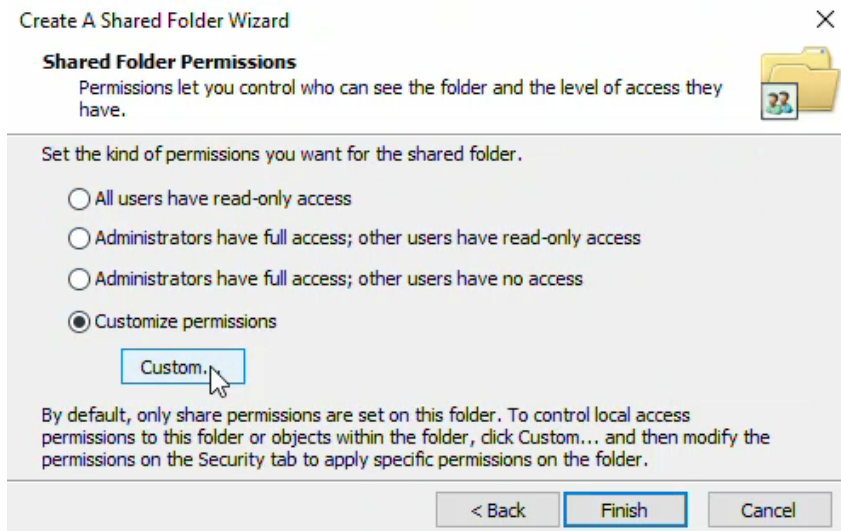 Create A Shared Folder Wizard
Shared Folder Permissions
Permissions let you control who can see the folder and the level of access they
have.
Set the kind of permissions you want for the shared folder.
All users have read-only access
Administrators have full access; other users have read-only access
Administrators have full access; other users have no access
Customize permissions
Custom...
By default, only share permissions are set on this folder. To control local access
permissions to this folder or objects within the folder, click Custom... and then modify the
permissions on the Security tab to apply specific permissions on the folder.
< Back
Finish
Cancel